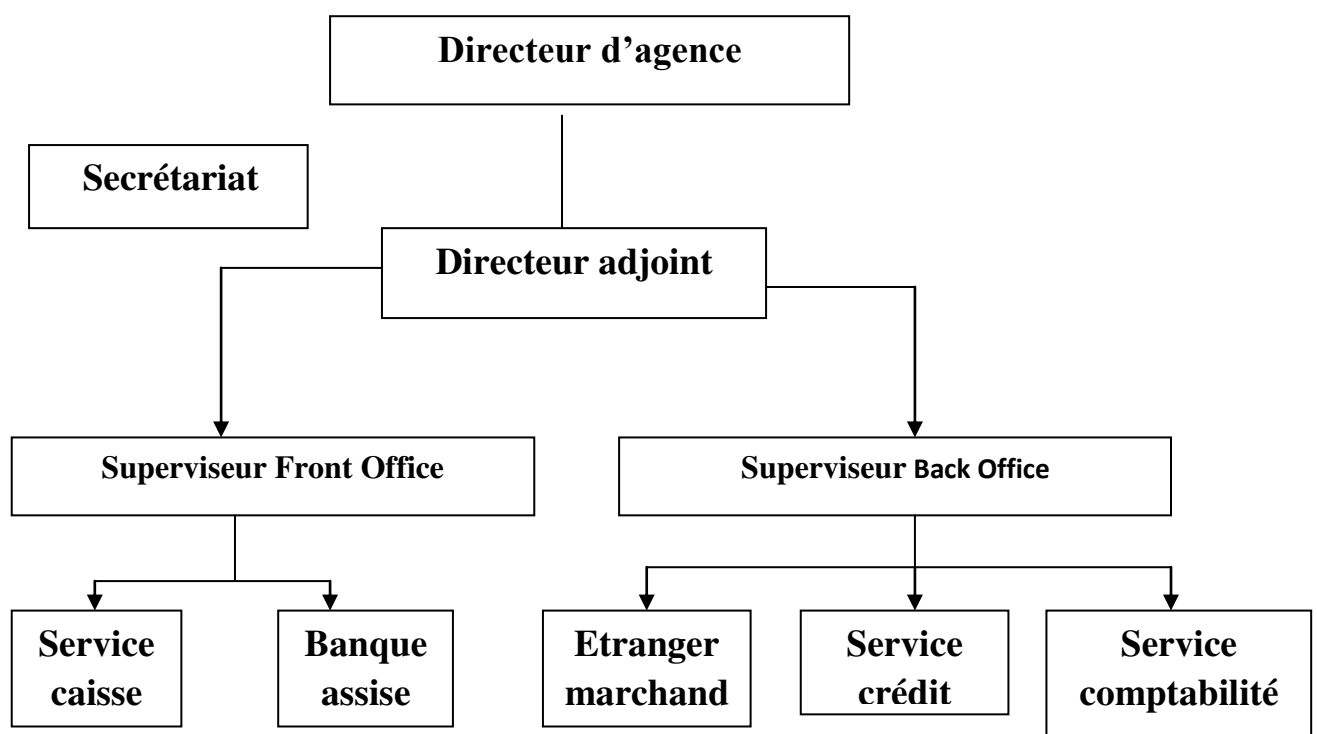 Directeur d’agence
Secrétariat
Directeur adjoint
Superviseur Front Office
Superviseur Back Office
Service
caisse
Banque
assise
Etranger
marchand
Service
crédit
Service
comptabilité